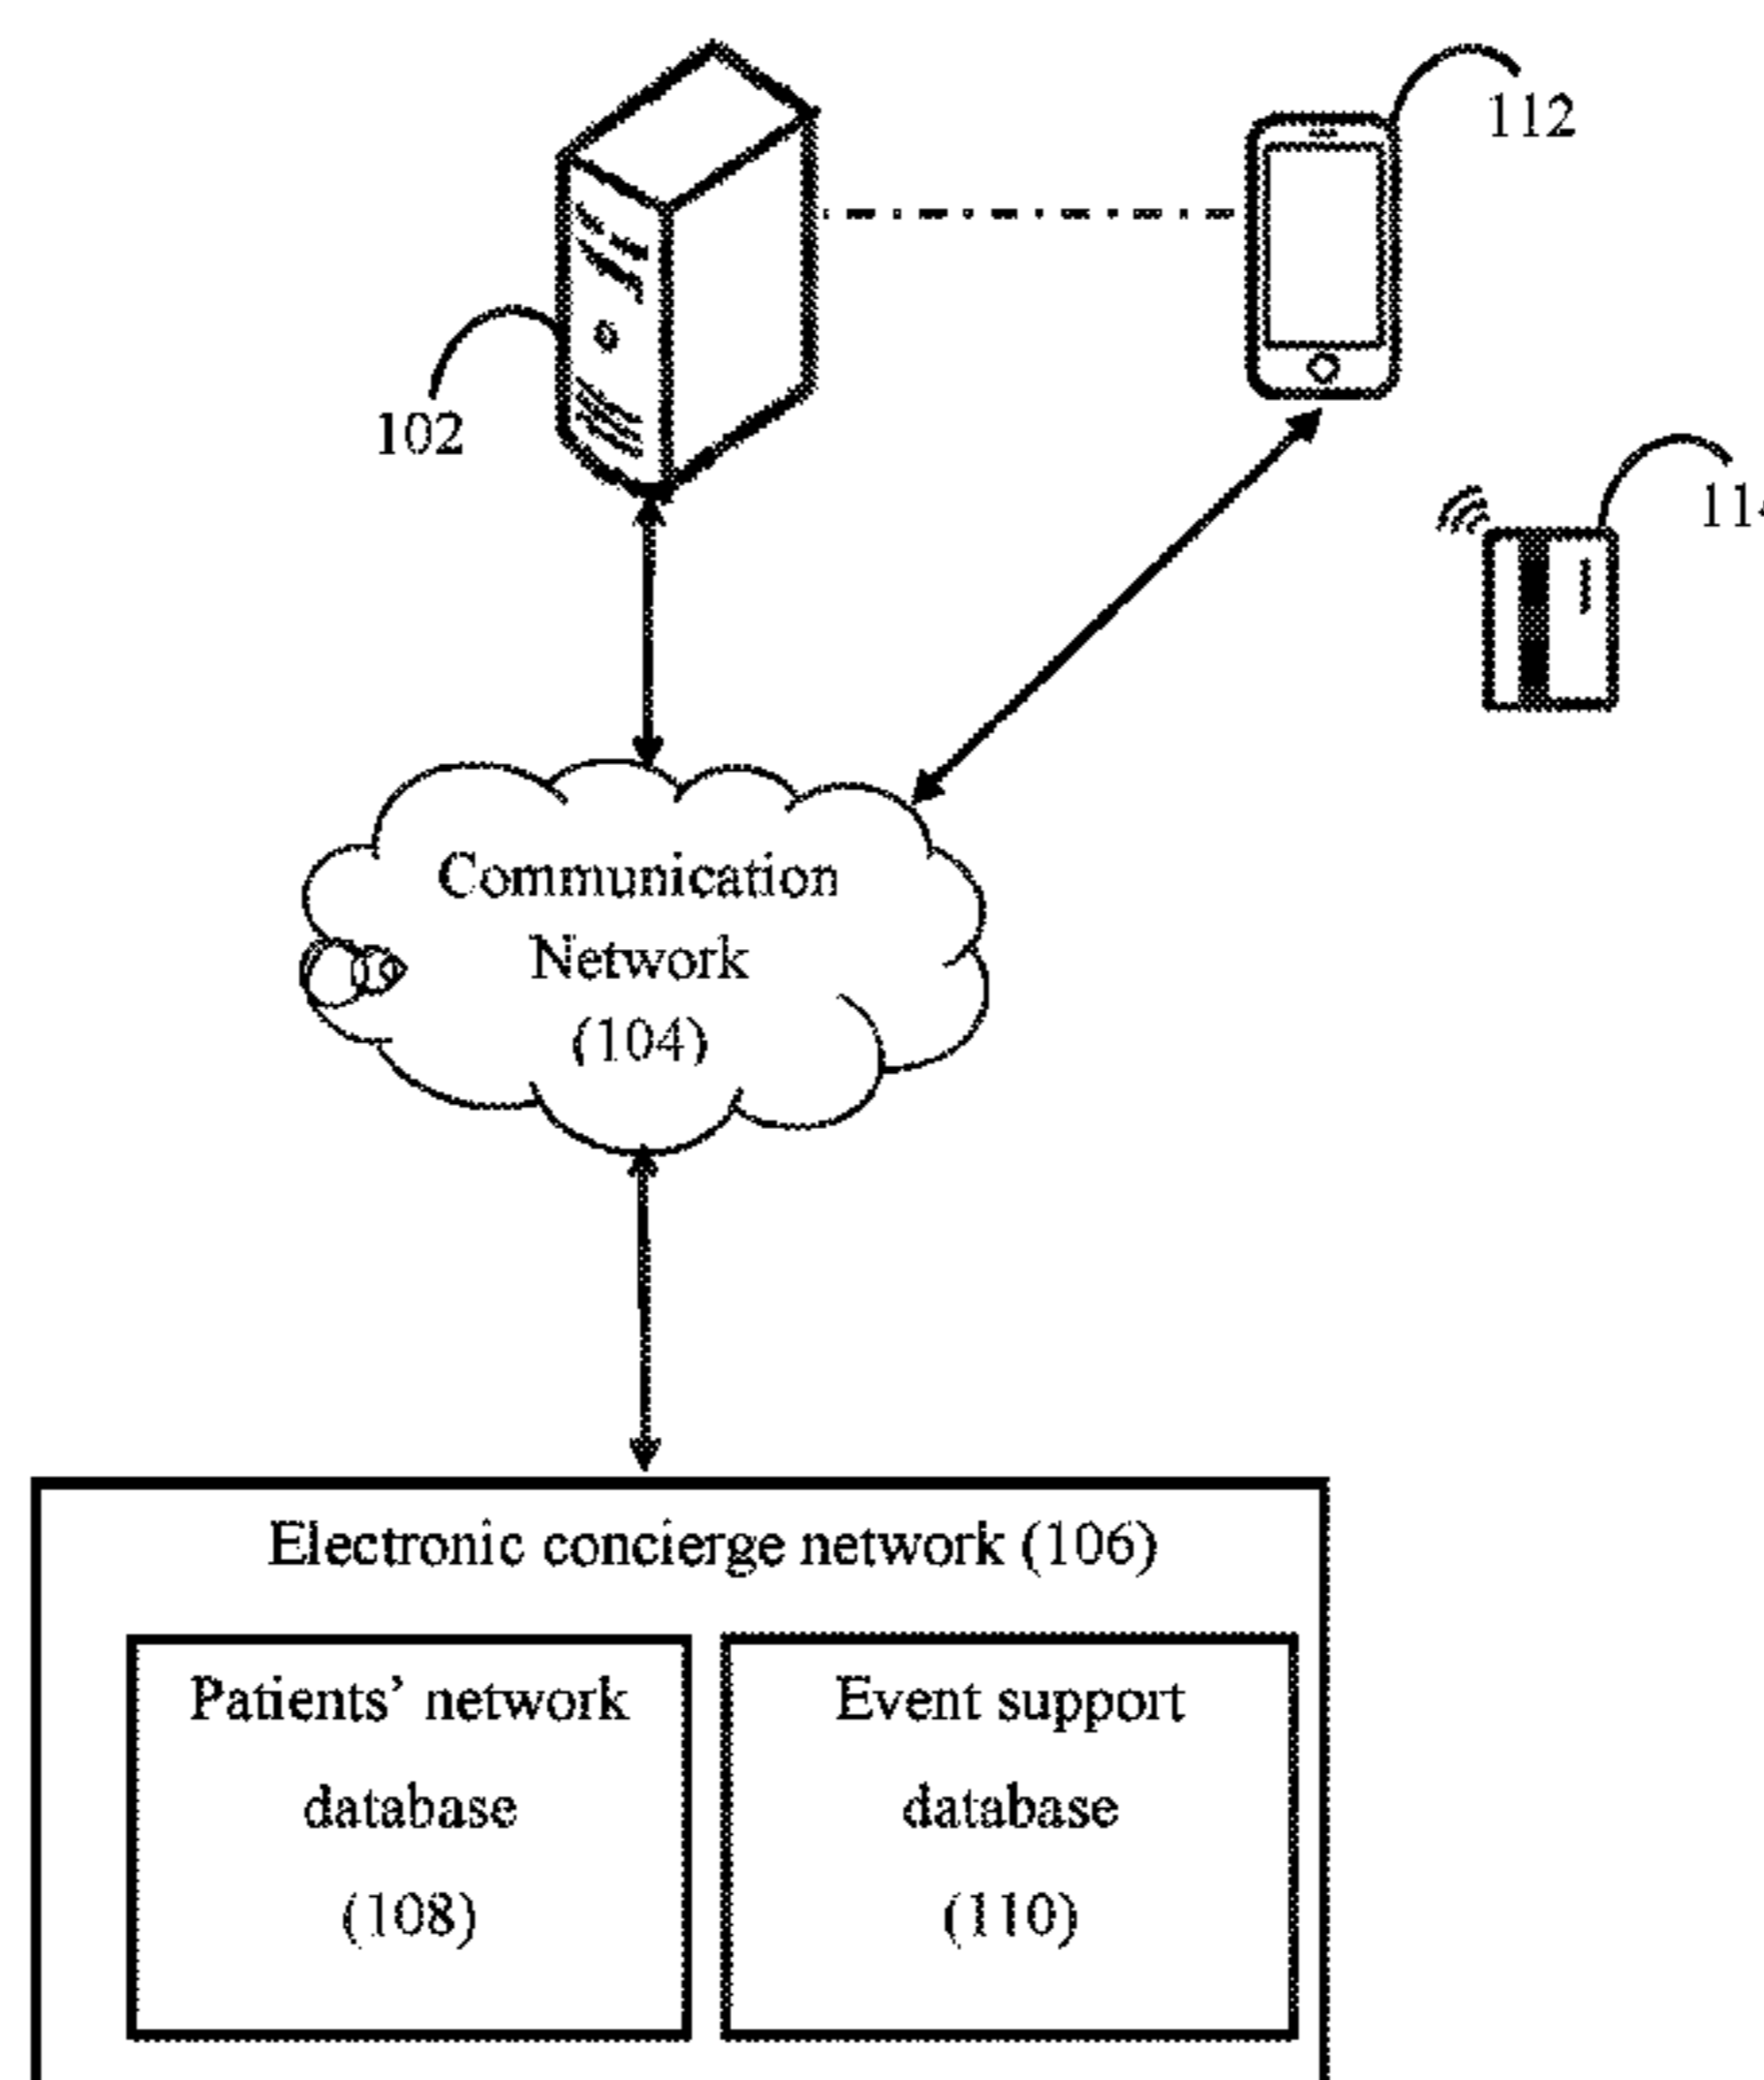 112
102
Communication
Network
(104)
Electronic concierge network (106)
Patients’ network
database
(108)
Event support
database
(110)